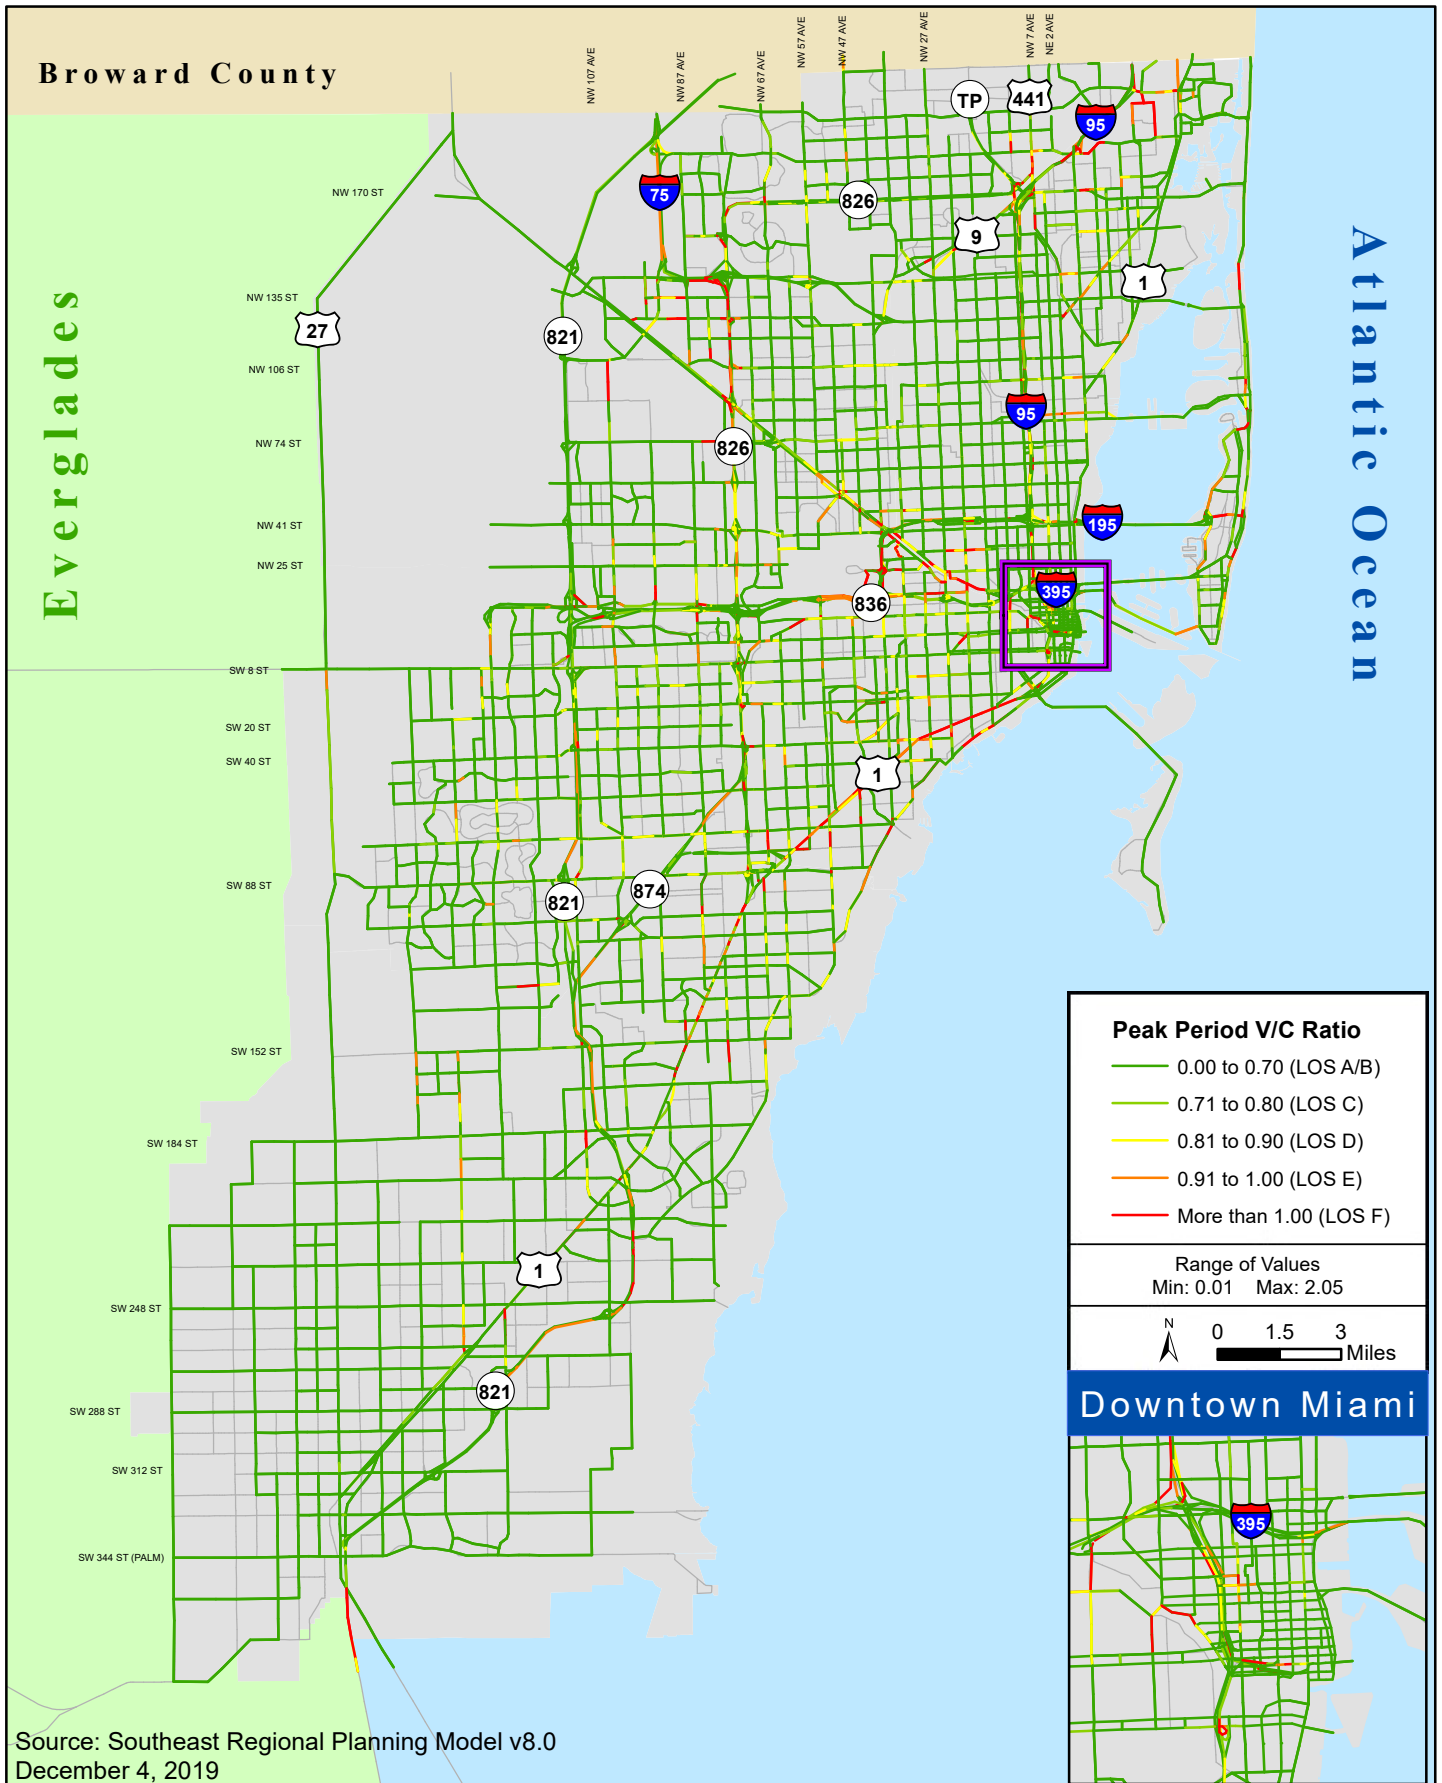 NW 107 AVE
NW 87 AVE
NW 67 AVE
NW 57 AVE
NW 47 AVE
NW 27 AVE
NW 7 AVE
NE 2 AVE
Broward County
TP
441
95
75
826
9
1
Everglades
Atlantic Ocean
NW 170 ST
NW 135 ST
27
821
NW 106 ST
95
NW 74 ST
826
NW 41 ST
195
NW 25 ST
395
836
SW 8 ST
SW 20 ST
SW 40 ST
1
SW 88 ST
874
821
SW 152 ST
SW 184 ST
1
SW 248 ST
821
SW 288 ST
SW 312 ST
SW 344 ST (PALM)
Peak Period V/C Ratio
0.00 to 0.70 (LOS A/B)
0.71 to 0.80 (LOS C)
0.81 to 0.90 (LOS D)
0.91 to 1.00 (LOS E)
More than 1.00 (LOS F)
Range of Values
Min: 0.01 Max: 2.05
N
0 1.5 3
Miles
Downtown Miami
395
Source: Southeast Regional Planning Model v8.0
December 4, 2019